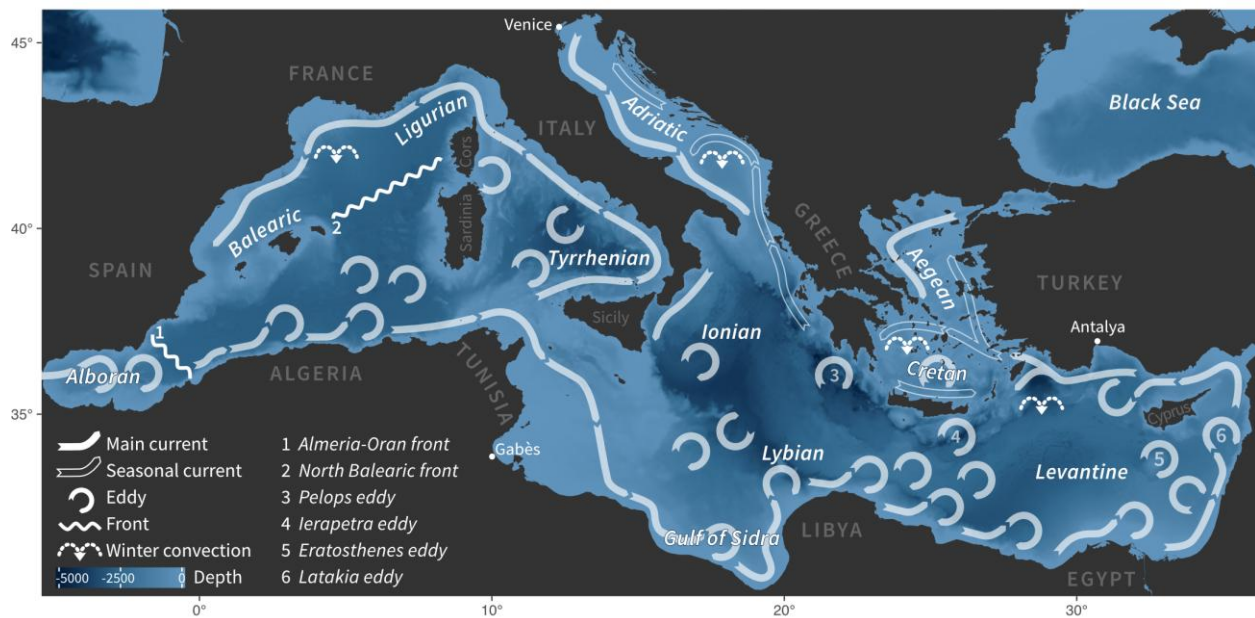 45°
40°
35°
0°
10°
20°
30°
Venice
FRANCE
Ligurian
ITALY
Adriatic
Black Sea
Cors
Balearic
2
Sardinia
Tyrrhenian
GREECE
Aegean
TURKEY
SPAIN
1
Sicily
Ionian
Antalya
Alboran
ALGERIA
TUNISIA
3
Cretan
Cyprus
4
6
5
Gabès
Lybian
Levantine
Gulf of Sidra
LIBYA
EGYPT
Main current
Seasonal current
Eddy
Front
Winter convection
-5000 -2500 0 Depth
1 Almeria-Oran front
2 North Balearic front
3 Pelops eddy
4 Ierapetra eddy
5 Eratosthenes eddy
6 Latakia eddy